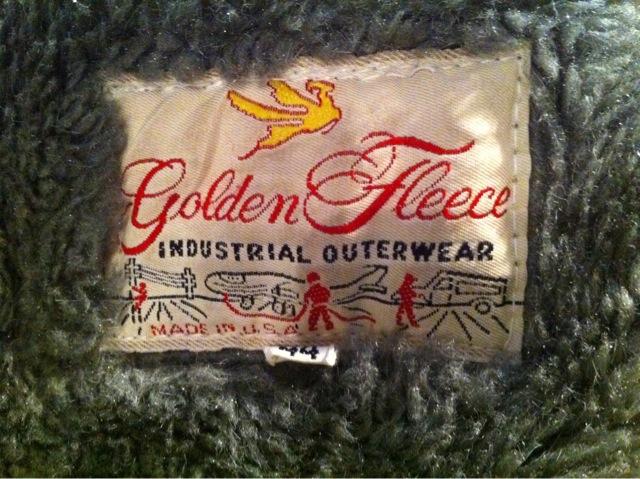 Golden Fleece
INDUSTRIAL OUTERWEAR
MADE IN U.S.A
44